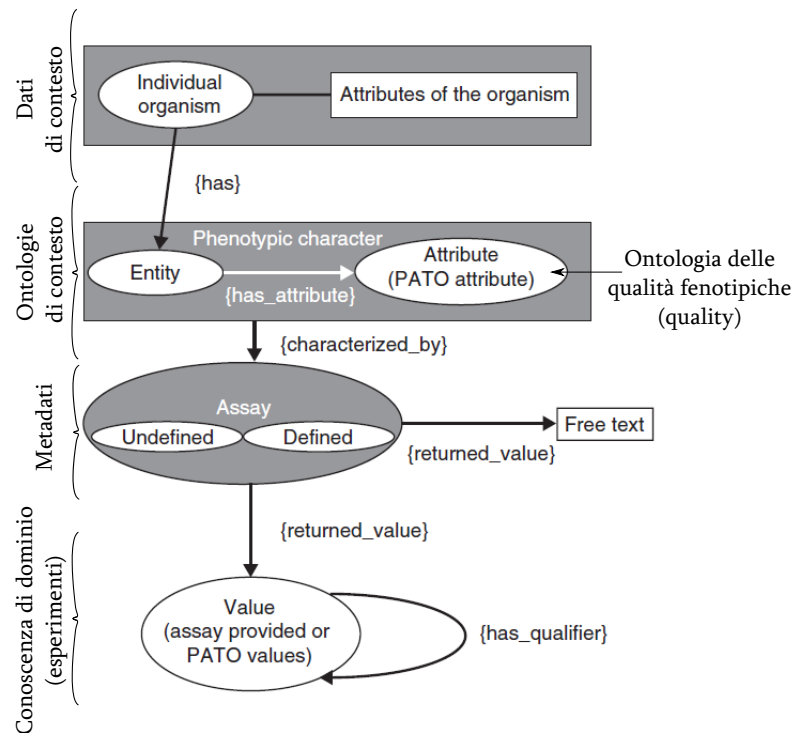 Dati
di contesto
Individual
organism
Attributes of the organism
{has}
Ontologie
di contesto
Phenotypic character
Entity
{has_attribute}
Attribute
(PATO attribute)
Ontologia delle
qualità fenotipiche
(quality)
{characterized_by}
Metadati
Assay
Undefined
Defined
{returned_value}
Free text
{returned_value}
Conoscenza di dominio
(esperimenti)
Value
(assay provided or
PATO values)
{has_qualifier}